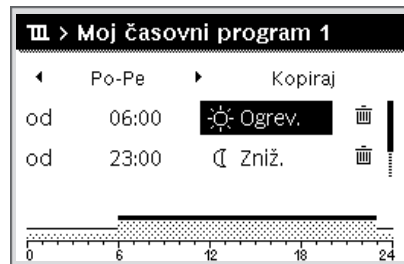 > Moj časovni program 1
Po-Pe Kopiraj
od 06:00 Ogrev.
od 23:00 Zniž.
0 6 12 18 24